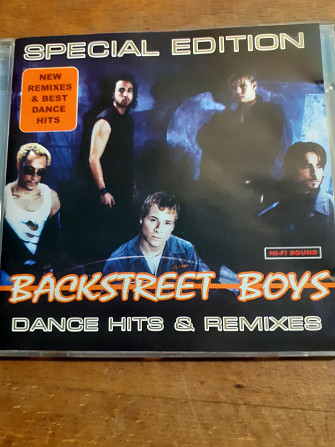 SPECIAL EDITION
NEW
REMIXES
& BEST
DANCE
HITS
HI-FI SOUND
BACKSTREET BOYS
DANCE HITS & REMIXES